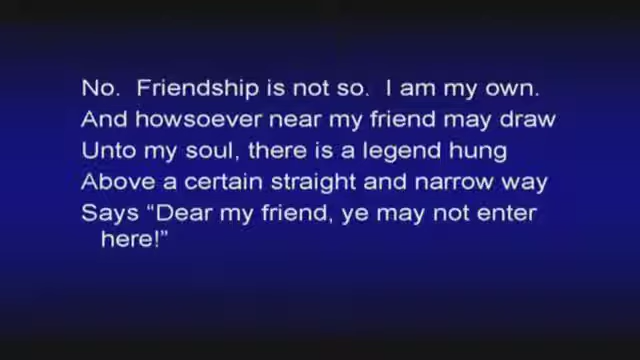 No.  Friendship is not so.  I am my own.
And howsoever near my friend may draw
Unto my soul, there is a legend hung
Above a certain straight and narrow way
Says “Dear my friend, ye may not enter
here!”